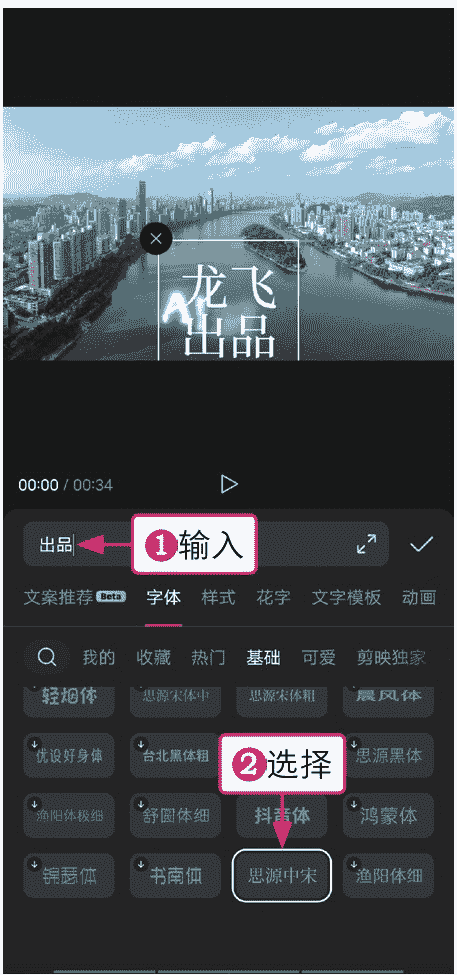 龙飞
AI
出品
00:00 / 00:34
出品
1输入
文案推荐 Beta 字体 样式 花字 文字模板 动画
我的 收藏 热门 基础 可爱 剪映独家
轻烟体 思源宋体中 思源宋体粗 晨风体
优设好身体 台北黑体粗 思源黑体
2选择
渔阳体极细 舒圆体细 抖音体 鸿蒙体
锦瑟体 书南体 思源中宋 渔阳体细